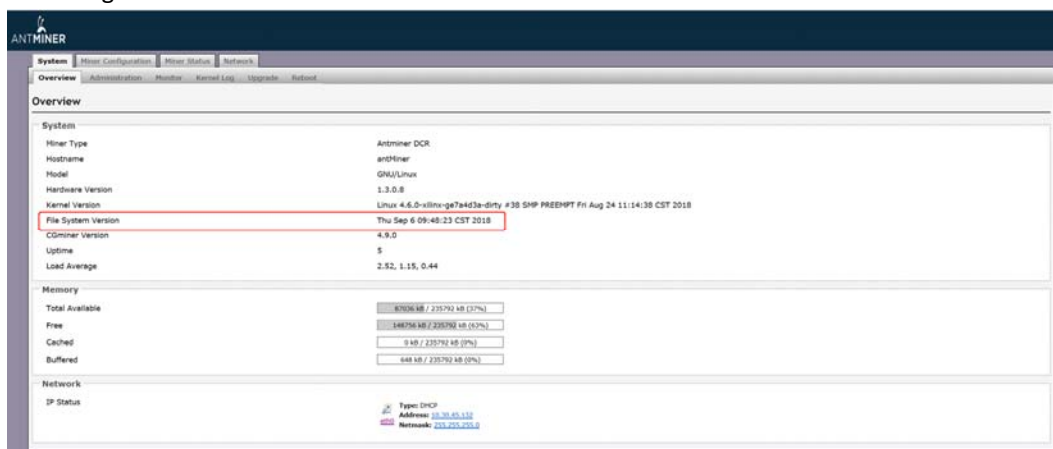 ANTMINER
System Miner Configuration Miner Status Network
Overview Administration Monitor Kernel Log Upgrade Reboot
Overview
System
Miner Type Antminer DCR
Hostname antMiner
Model GNU/Linux
Hardware Version 1.3.0.8
Kernel Version Linux 4.6.0-xilinx-ge7a4d3a-dirty #38 SMP PREEMPT Fri Aug 24 11:14:38 CST 2018
File System Version Thu Sep 6 09:48:23 CST 2018
CGminer Version 4.9.0
Uptime 5
Load Average 2.52, 1.15, 0.44
Memory
Total Available 87036 kB / 235792 kB (37%)
Free 148756 kB / 235792 kB (63%)
Cached 0 kB / 235792 kB (0%)
Buffered 648 kB / 235792 kB (0%)
Network
IP Status Type: DHCP
Address: 10.30.45.132
Netmask: 255.255.255.0